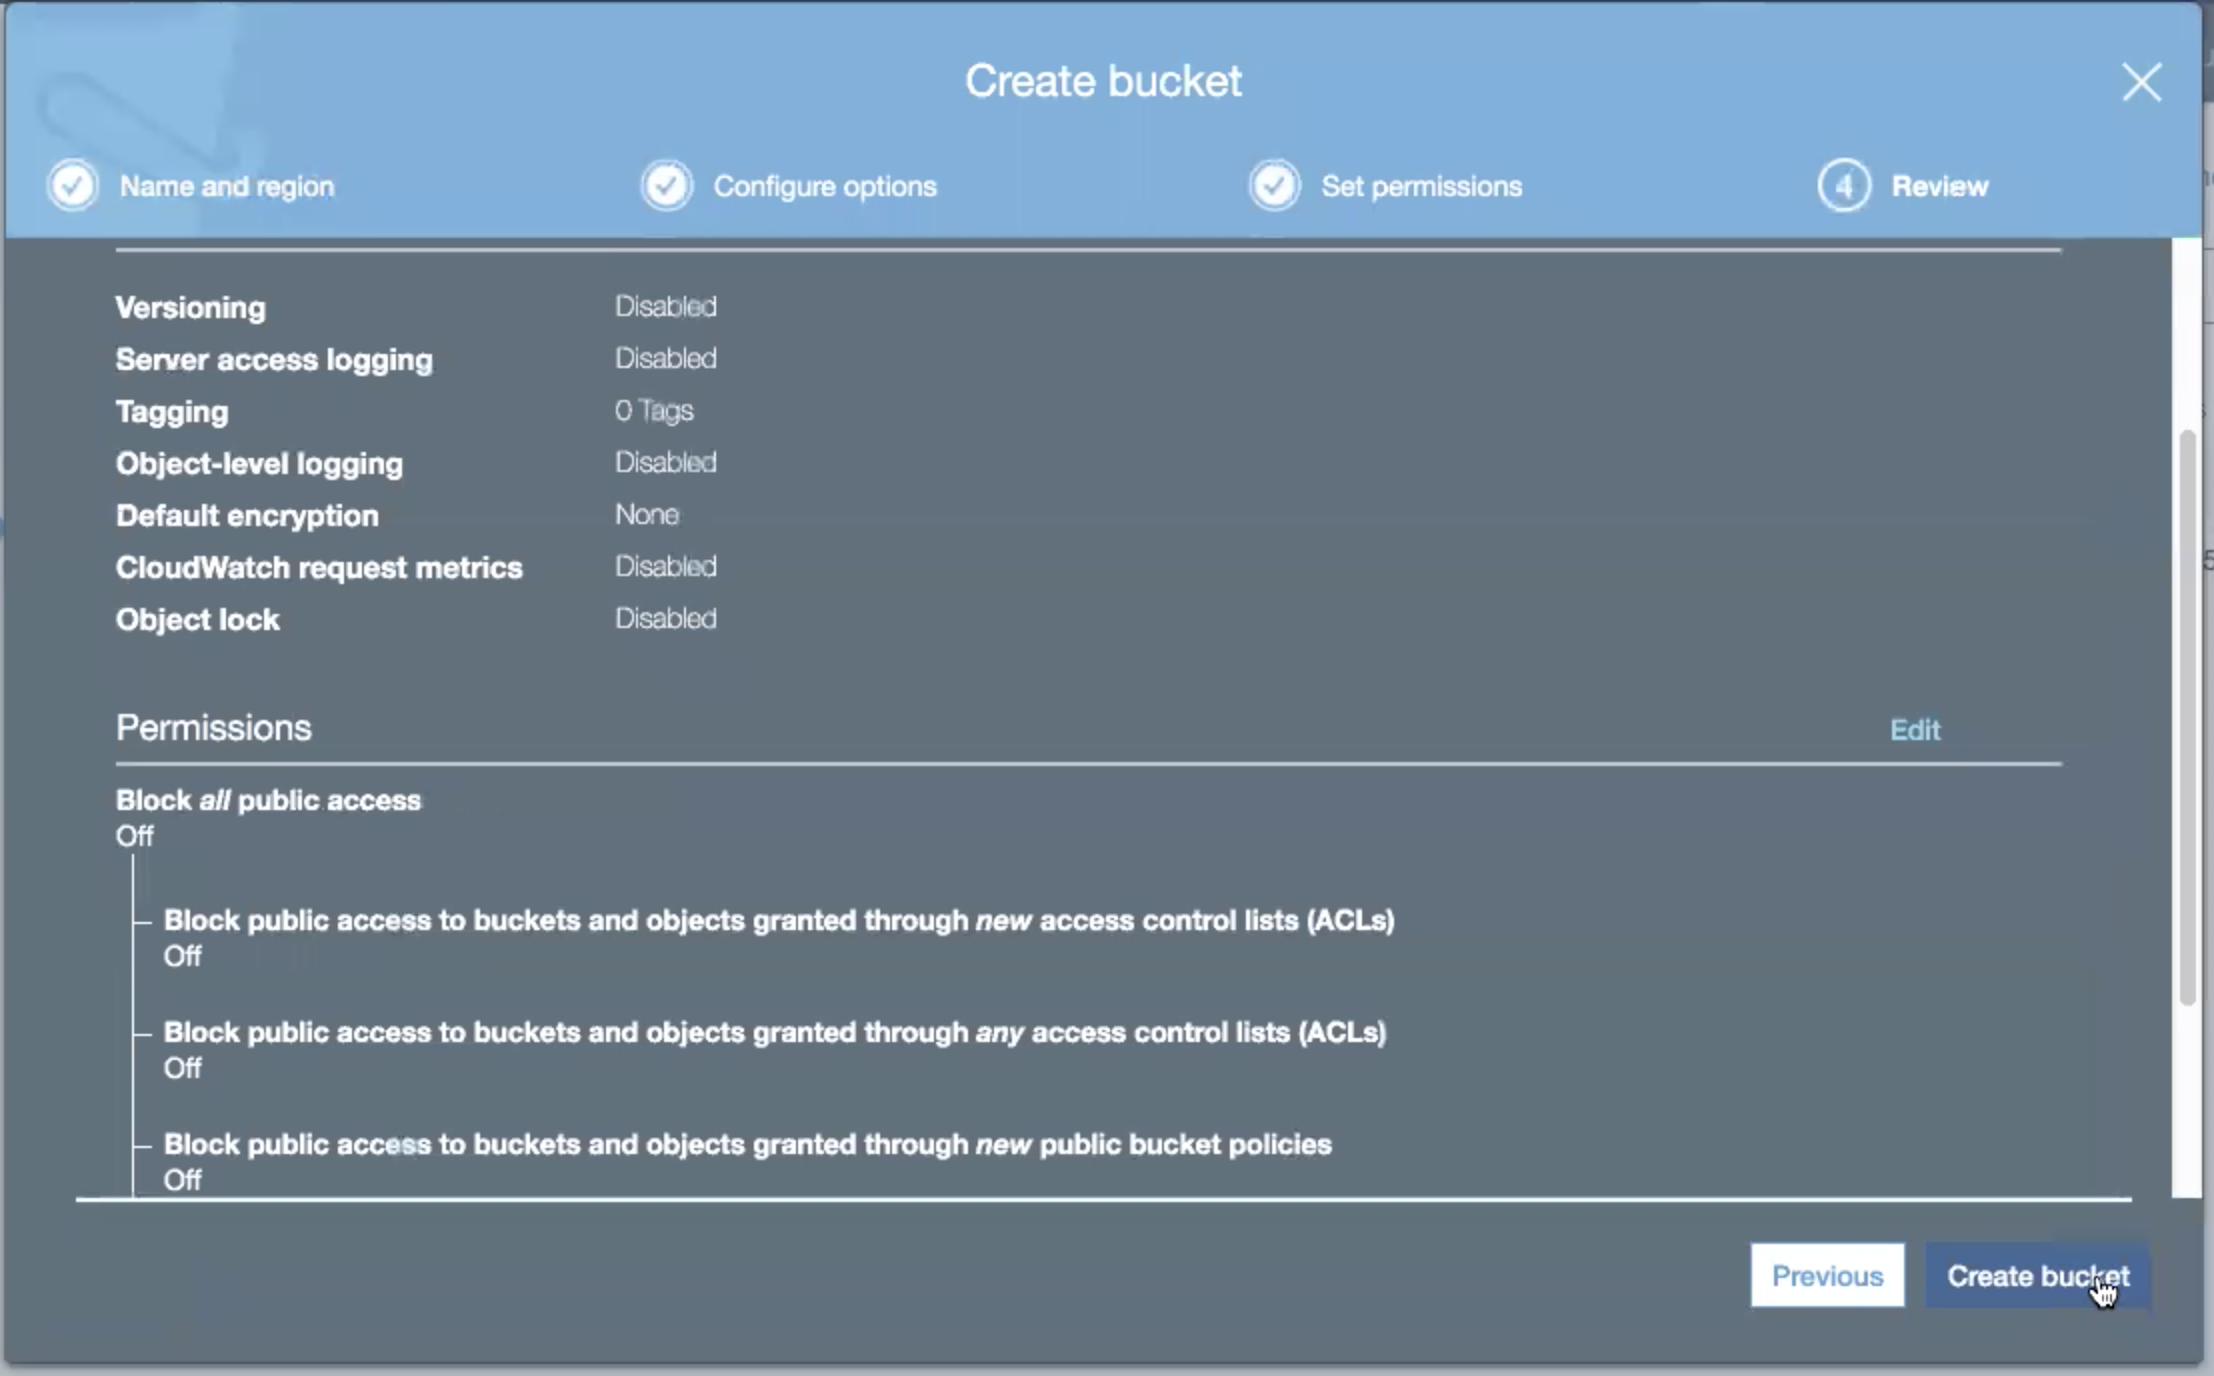 Create bucket
Name and region
Configure options
Set permissions
4 Review
Versioning Disabled
Server access logging Disabled
Tagging 0 Tags
Object-level logging Disabled
Default encryption None
CloudWatch request metrics Disabled
Object lock Disabled
Permissions Edit
Block all public access
Off
Block public access to buckets and objects granted through new access control lists (ACLs)
Off
Block public access to buckets and objects granted through any access control lists (ACLs)
Off
Block public access to buckets and objects granted through new public bucket policies
Off
Previous Create bucket